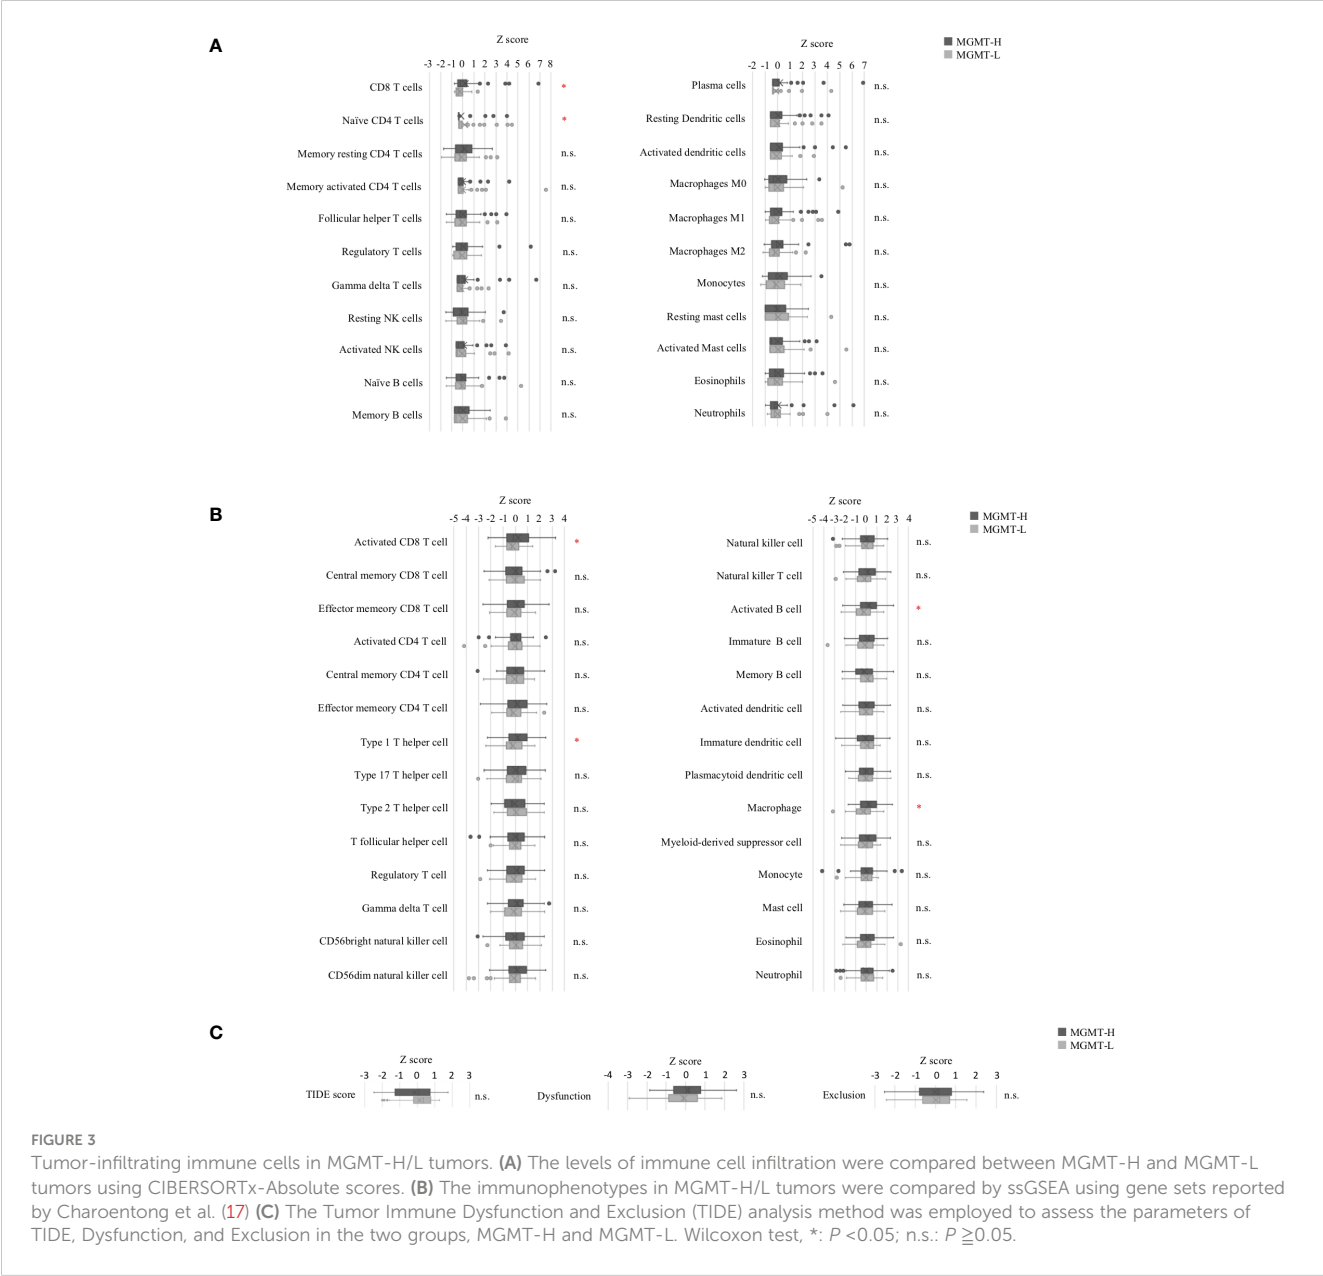 A
Z score
-3 -2 -1 0 1 2 3 4 5 6 7 8
CD8 T cells *
Naïve CD4 T cells *
Memory resting CD4 T cells n.s.
Memory activated CD4 T cells n.s.
Follicular helper T cells n.s.
Regulatory T cells n.s.
Gamma delta T cells n.s.
Resting NK cells n.s.
Activated NK cells n.s.
Naïve B cells n.s.
Memory B cells n.s.
Z score
-2 -1 0 1 2 3 4 5 6 7
Plasma cells n.s.
Resting Dendritic cells n.s.
Activated dendritic cells n.s.
Macrophages M0 n.s.
Macrophages M1 n.s.
Macrophages M2 n.s.
Monocytes n.s.
Resting mast cells n.s.
Activated Mast cells n.s.
Eosinophils n.s.
Neutrophils n.s.
MGMT-H
MGMT-L
B
Z score
-5 -4 -3 -2 -1 0 1 2 3 4
Activated CD8 T cell *
Central memory CD8 T cell n.s.
Effector memeory CD8 T cell n.s.
Activated CD4 T cell n.s.
Central memory CD4 T cell n.s.
Effector memeory CD4 T cell n.s.
Type 1 T helper cell *
Type 17 T helper cell n.s.
Type 2 T helper cell n.s.
T follicular helper cell n.s.
Regulatory T cell n.s.
Gamma delta T cell n.s.
CD56bright natural killer cell n.s.
CD56dim natural killer cell n.s.
Z score
-5 -4 -3 -2 -1 0 1 2 3 4
Natural killer cell n.s.
Natural killer T cell n.s.
Activated B cell *
Immature B cell n.s.
Memory B cell n.s.
Activated dendritic cell n.s.
Immature dendritic cell n.s.
Plasmacytoid dendritic cell n.s.
Macrophage *
Myeloid-derived suppressor cell n.s.
Monocyte n.s.
Mast cell n.s.
Eosinophil n.s.
Neutrophil n.s.
MGMT-H
MGMT-L
C
MGMT-H
MGMT-L
Z score
-3 -2 -1 0 1 2 3
TIDE score n.s.
Z score
-4 -3 -2 -1 0 1 2 3
Dysfunction n.s.
Z score
-3 -2 -1 0 1 2 3
Exclusion n.s.
FIGURE 3
Tumor-infiltrating immune cells in MGMT-H/L tumors. (A) The levels of immune cell infiltration were compared between MGMT-H and MGMT-L
tumors using CIBERSORTx-Absolute scores. (B) The immunophenotypes in MGMT-H/L tumors were compared by ssGSEA using gene sets reported
by Charoentong et al. (17) (C) The Tumor Immune Dysfunction and Exclusion (TIDE) analysis method was employed to assess the parameters of
TIDE, Dysfunction, and Exclusion in the two groups, MGMT-H and MGMT-L. Wilcoxon test, *: P <0.05; n.s.: P ≧0.05.